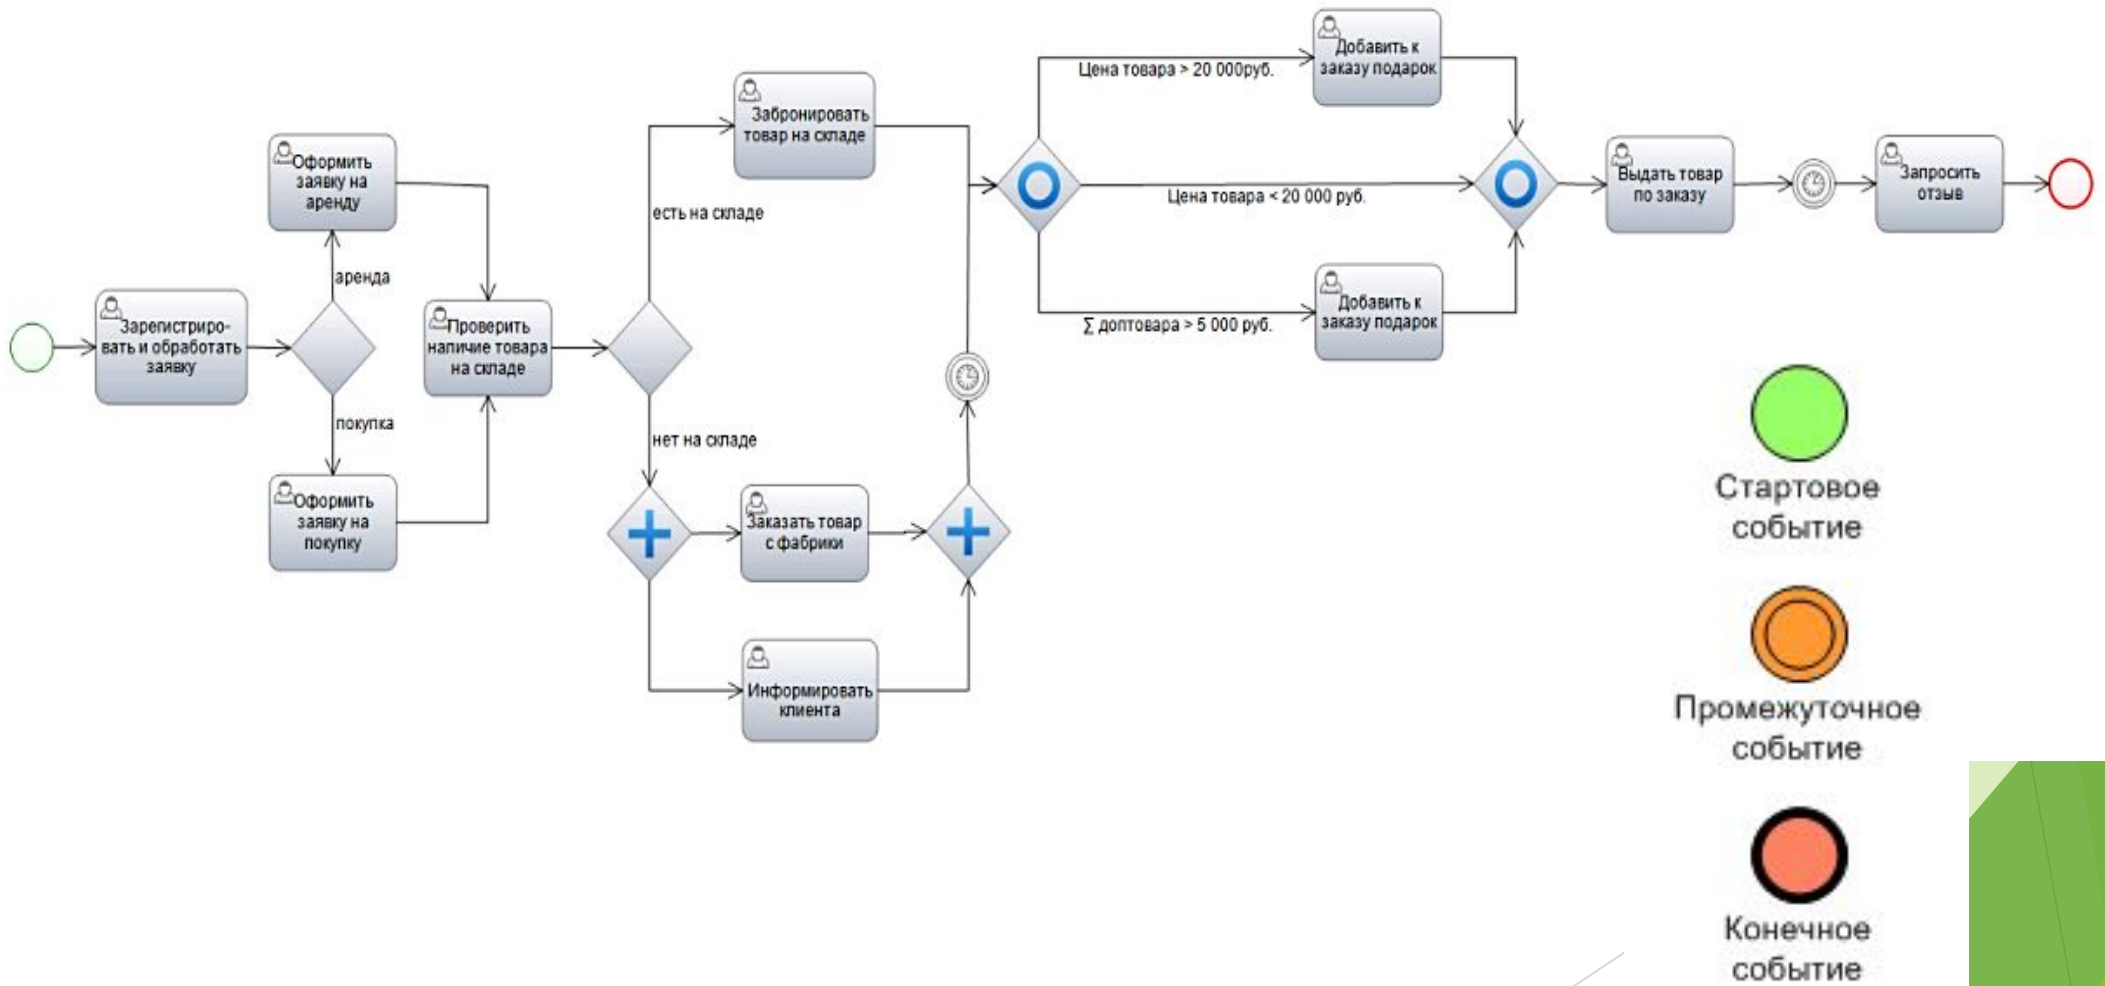 Зарегистриро-
вать и обработать
заявку
аренда
покупка
Оформить
заявку на
аренду
Оформить
заявку на
покупку
Проверить
наличие товара
на складе
есть на складе
нет на складе
Забронировать
товар на складе
Заказать товар
с фабрики
Информировать
клиента
Цена товара > 20 000руб.
Цена товара < 20 000 руб.
∑ доптовара > 5 000 руб.
Добавить к
заказу подарок
Добавить к
заказу подарок
Выдать товар
по заказу
Запросить
отзыв
Стартовое
событие
Промежуточное
событие
Конечное
событие